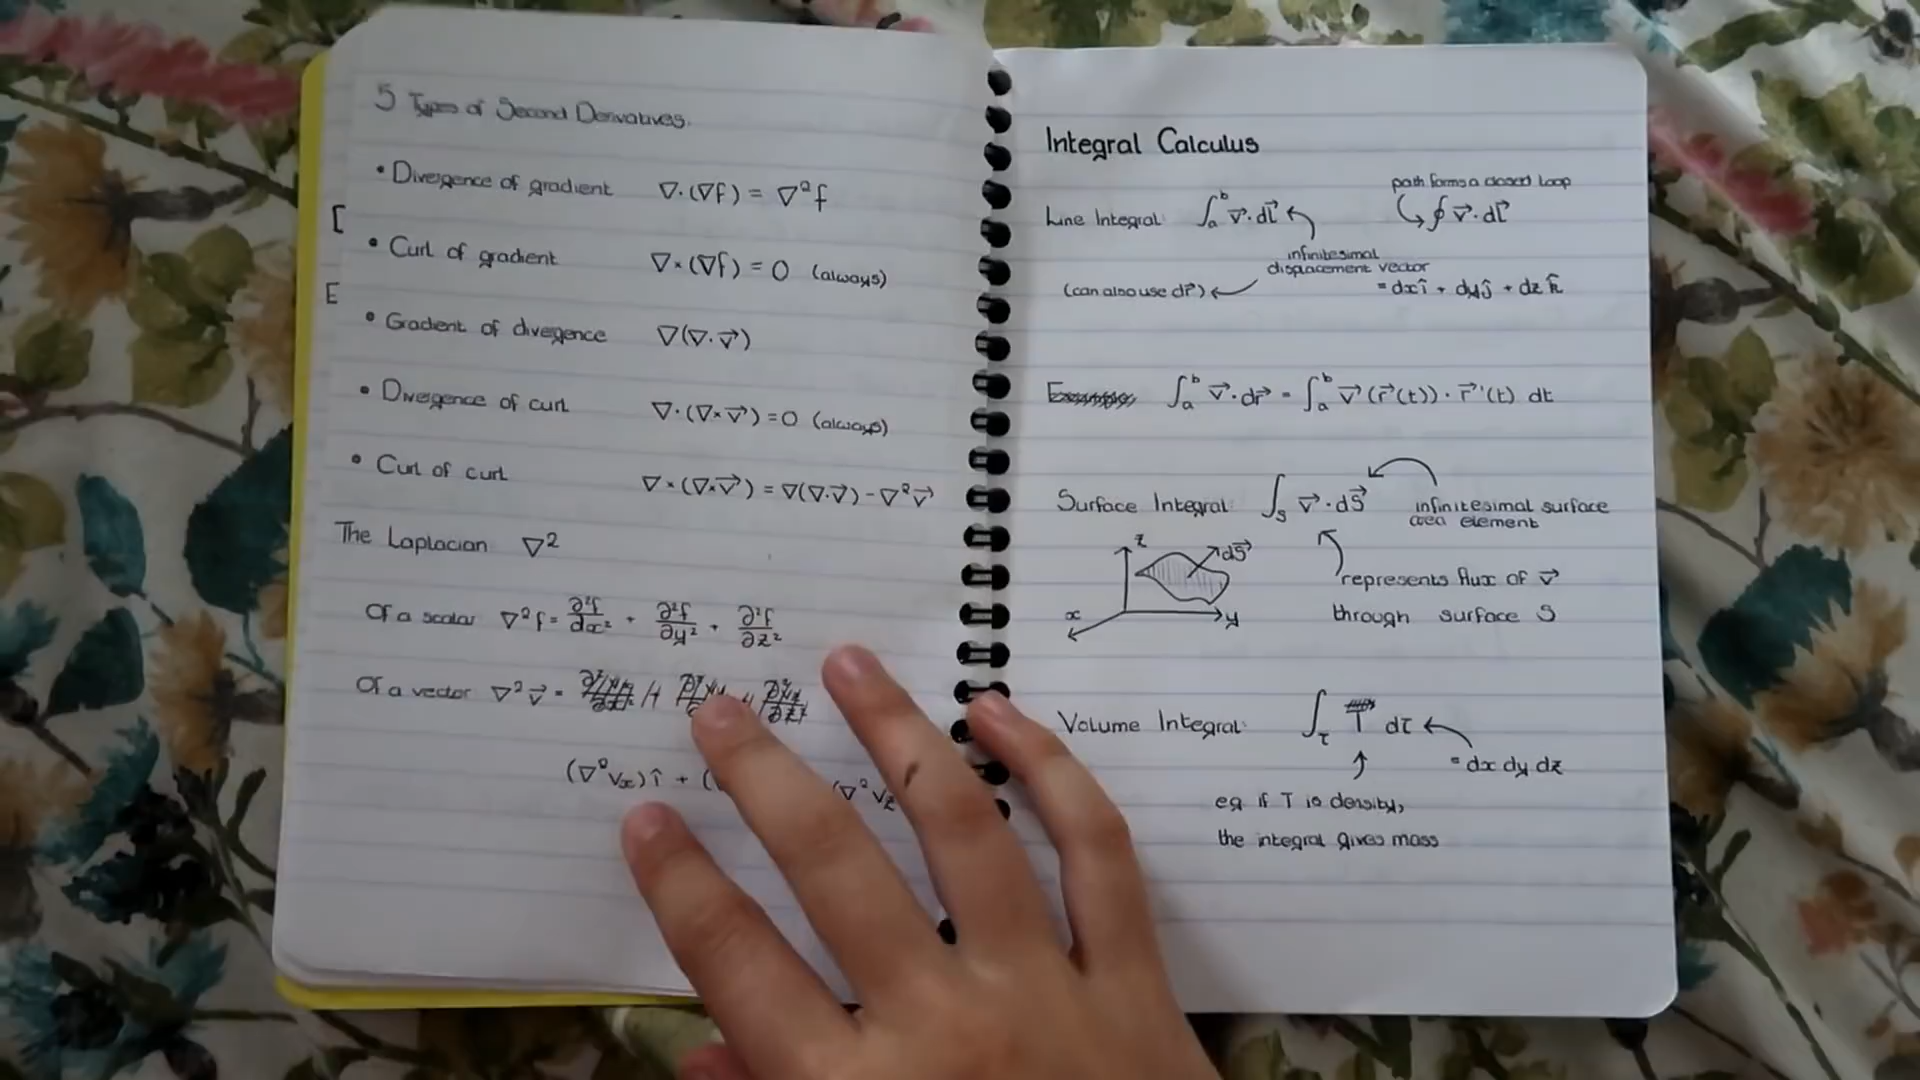 5 Types of Second Derivatives.
• Divergence of gradient ∇·(∇f) = ∇²f
[
• Curl of gradient ∇×(∇f) = 0 (always)
E
• Gradient of divergence ∇(∇·v⃗)
• Divergence of curl ∇·(∇×v⃗) = 0 (always)
• Curl of curl ∇×(∇×v⃗) = ∇(∇·v⃗) - ∇²v⃗
The Laplacian ∇²
Of a scalar ∇²f = ∂²f/dx² + ∂²f/∂y² + ∂²f/∂z²
Of a vector ∇²v⃗ =
(∇²vx)î + ( (∇²vz
Integral Calculus
path forms a closed loop
Line Integral: ∫ₐᵇ v⃗·dl⃗ ∮ v⃗·dl⃗
infinitesimal
displacement vector
(can also use dr⃗) = dxî + dyĵ + dz k̂
∫ₐᵇ v⃗·dr⃗ = ∫ₐᵇ v⃗(r⃗(t))·r⃗'(t) dt
Surface Integral: ∫s v⃗·dS⃗ infinitesimal surface
area element
z dS⃗
represents flux of v⃗
x y through surface S
Volume Integral: ∫τ T dτ
= dx dy dz
eg if T is density,
the integral gives mass